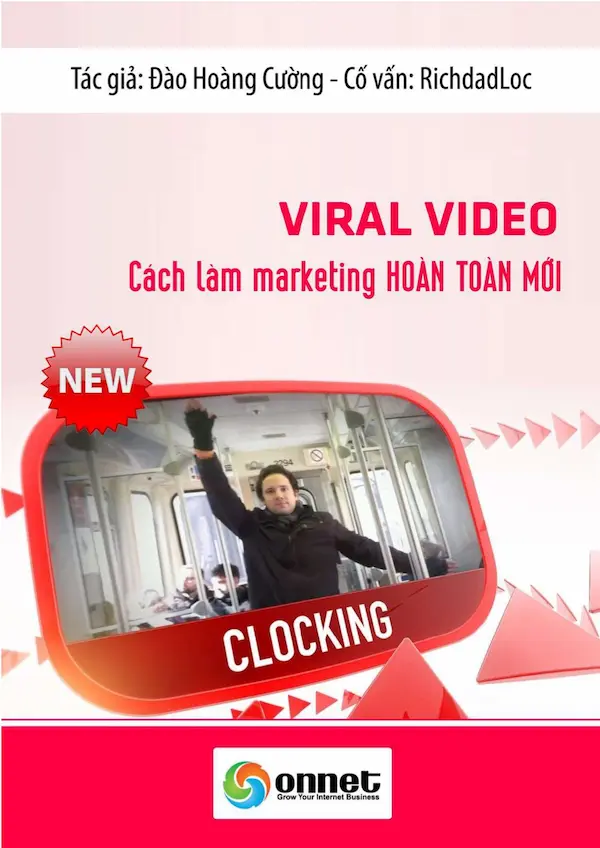 Tác giả: Đào Hoàng Cường - Cố vấn: RichdadLoc
VIRAL VIDEO
Cách làm marketing HOÀN TOÀN MỚI
NEW
2294
CLOCKING
onnet
Grow Your Internet Business